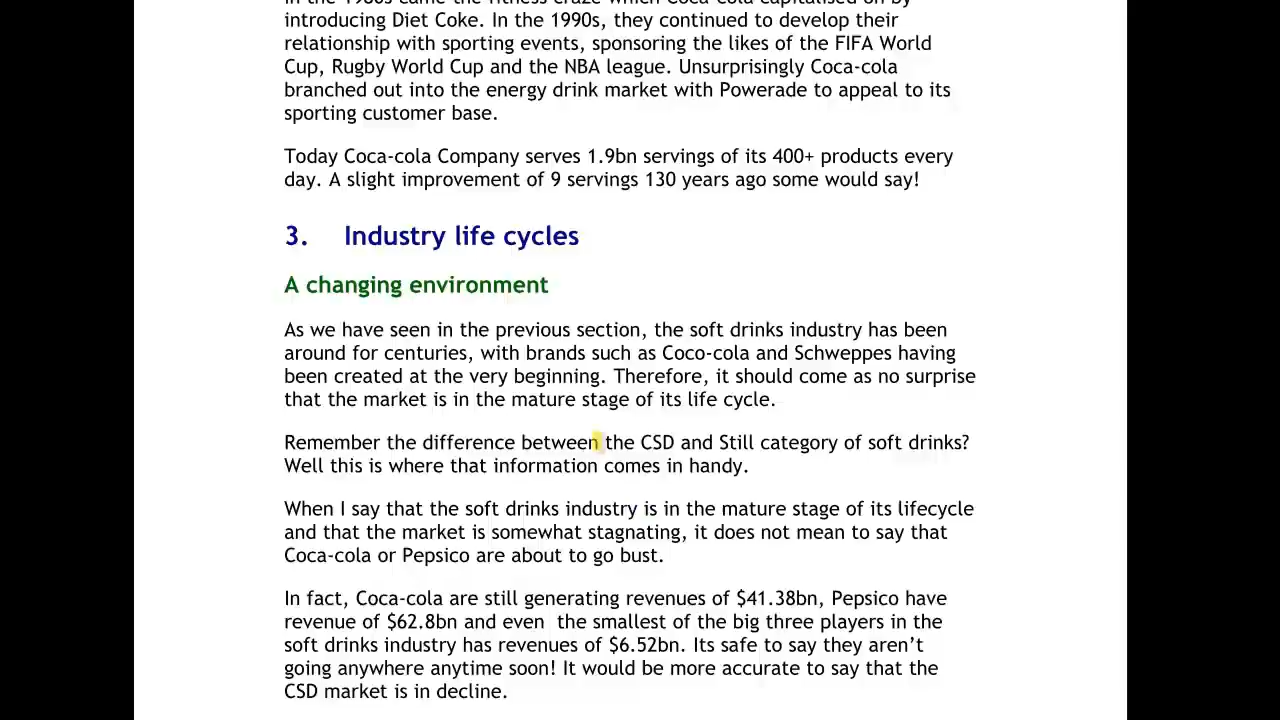 In the 1980s came the fitness craze which Coca-cola capitalised on by
introducing Diet Coke. In the 1990s, they continued to develop their
relationship with sporting events, sponsoring the likes of the FIFA World
Cup, Rugby World Cup and the NBA league. Unsurprisingly Coca-cola
branched out into the energy drink market with Powerade to appeal to its
sporting customer base.
Today Coca-cola Company serves 1.9bn servings of its 400+ products every
day. A slight improvement of 9 servings 130 years ago some would say!
3. Industry life cycles
A changing environment
As we have seen in the previous section, the soft drinks industry has been
around for centuries, with brands such as Coco-cola and Schweppes having
been created at the very beginning. Therefore, it should come as no surprise
that the market is in the mature stage of its life cycle.
Remember the difference between the CSD and Still category of soft drinks?
Well this is where that information comes in handy.
When I say that the soft drinks industry is in the mature stage of its lifecycle
and that the market is somewhat stagnating, it does not mean to say that
Coca-cola or Pepsico are about to go bust.
In fact, Coca-cola are still generating revenues of $41.38bn, Pepsico have
revenue of $62.8bn and even the smallest of the big three players in the
soft drinks industry has revenues of $6.52bn. Its safe to say they aren’t
going anywhere anytime soon! It would be more accurate to say that the
CSD market is in decline.